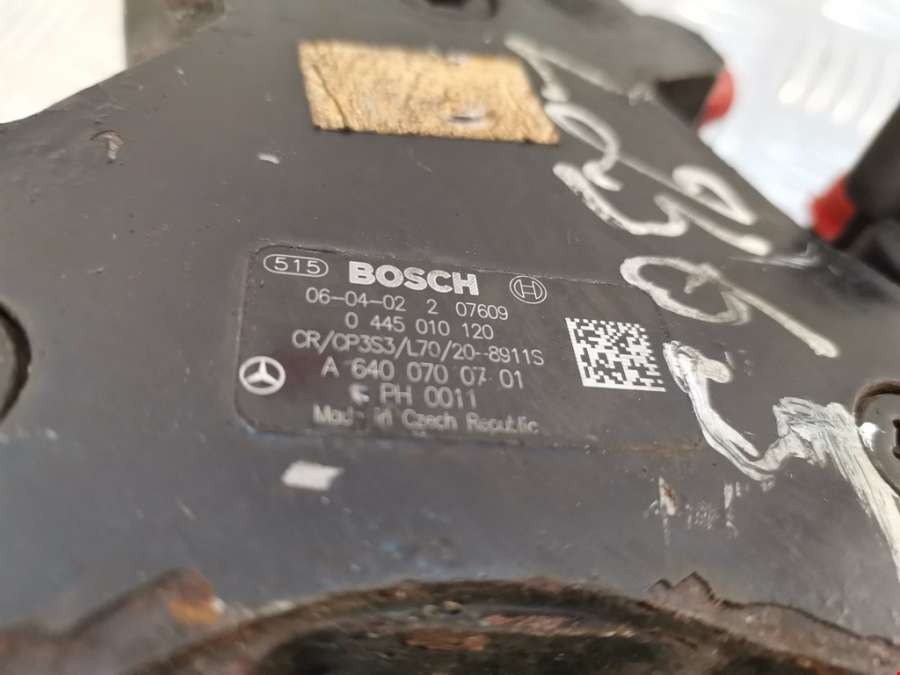 515 BOSCH
06-04-02 2 07609
0 445 010 120
CR/CP3S3/L70/20-8911S
A 640 070 07 01
PH 0011
Made in Czech Republic